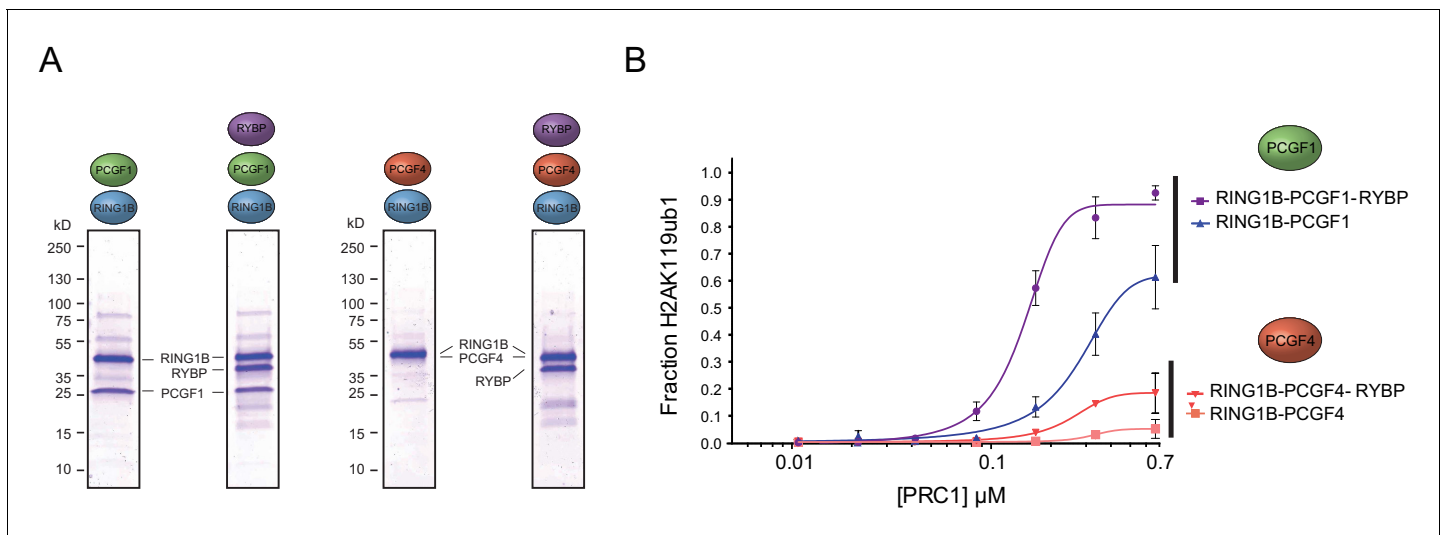 A
RYBP
PCGF1
RING1B
PCGF1
RING1B
kD
250
130
100
75
55
35
25
15
10
RING1B
RYBP
PCGF1
RYBP
PCGF4
RING1B
PCGF4
RING1B
kD
250
130
100
75
55
35
25
15
10
RING1B
PCGF4
RYBP
B
Fraction H2AK119ub1
1.0
0.9
0.8
0.7
0.6
0.5
0.4
0.3
0.2
0.1
0.0
0.01 0.1 0.7
[PRC1] µM
PCGF1
RING1B-PCGF1-RYBP
RING1B-PCGF1
PCGF4
RING1B-PCGF4- RYBP
RING1B-PCGF4